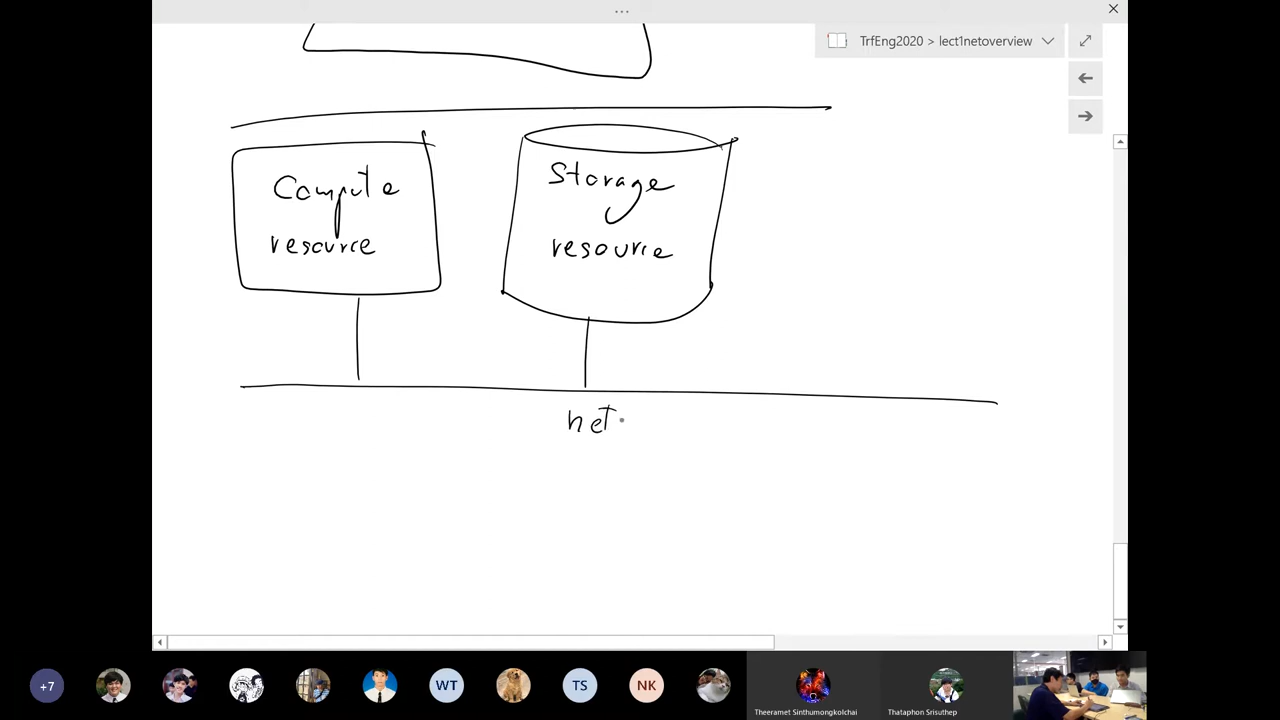 ...
TrfEng2020 > lect1netoverview
Compute
resource
Storage
resource
net
+7
WT
TS
NK
Theeramet Sinthumongkolchai
Thataphon Srisuthep